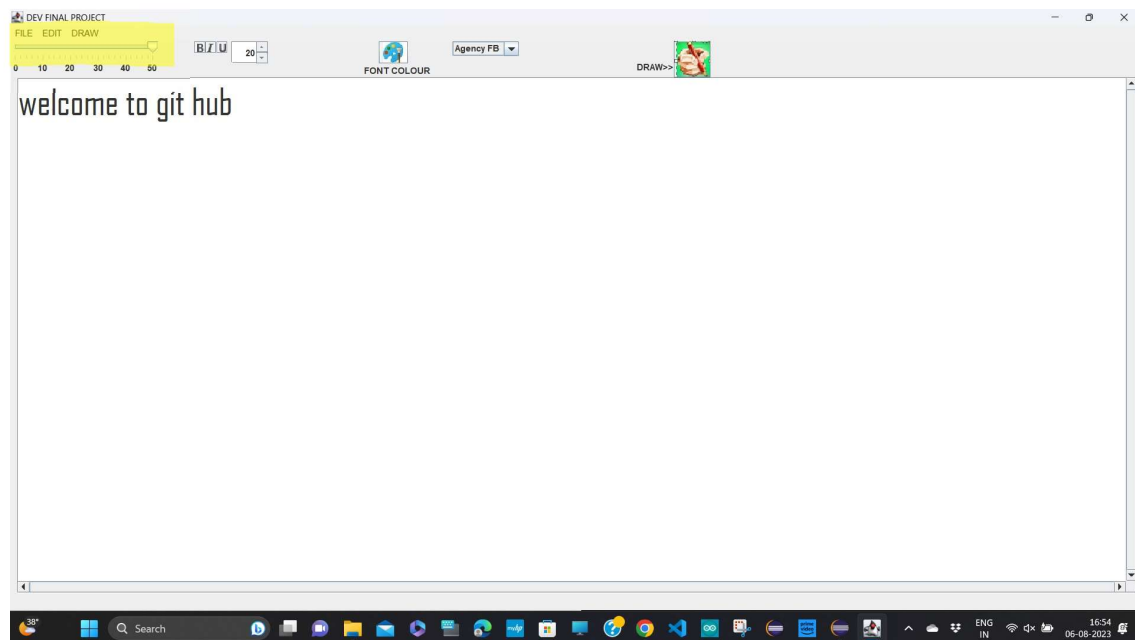 DEV FINAL PROJECT
FILE EDIT DRAW
B I U 20
Agency FB
0 10 20 30 40 50
FONT COLOUR
DRAW>>
welcome to git hub
38°
Search
ENG
IN
16:54
06-08-2023